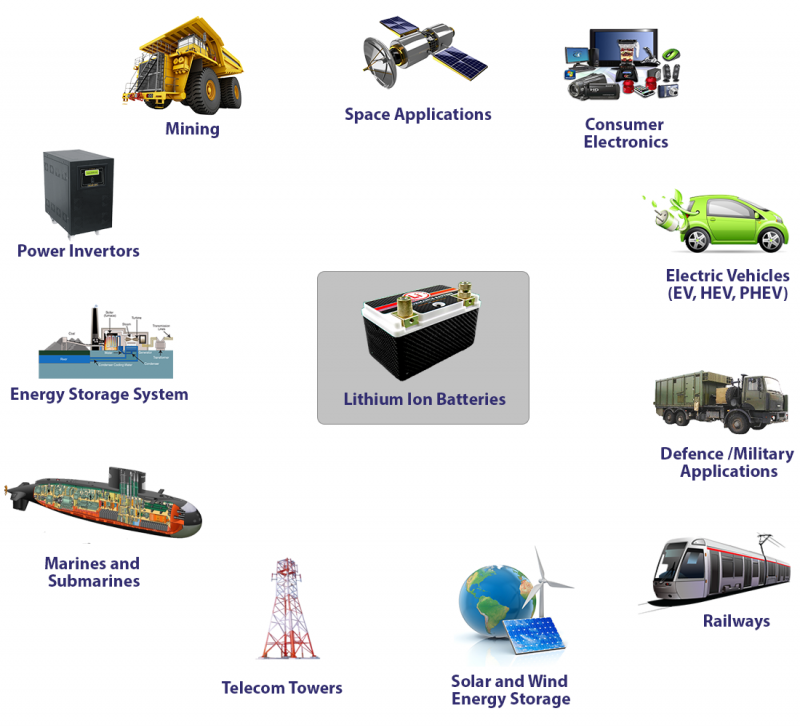 Mining
Space Applications
Consumer
Electronics
Power Invertors
Electric Vehicles
(EV, HEV, PHEV)
Lithium Ion Batteries
Energy Storage System
Defence /Military
Applications
Marines and
Submarines
Railways
Telecom Towers
Solar and Wind
Energy Storage